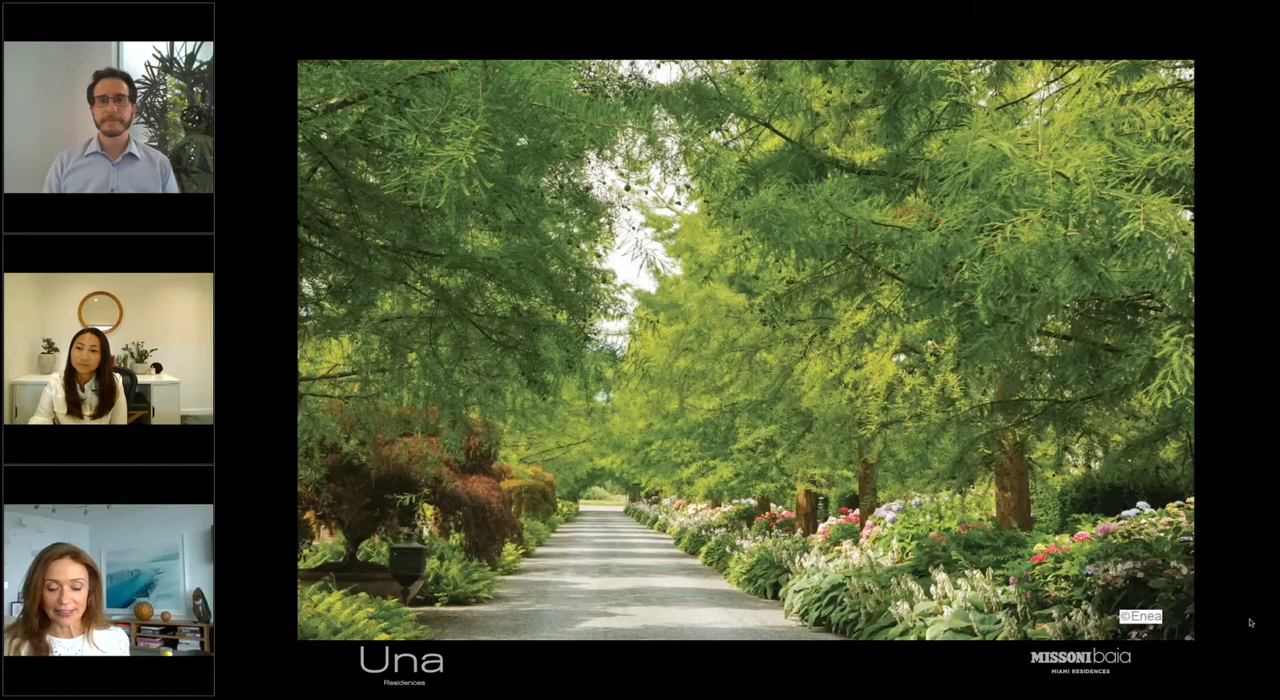 ©Enea
Una
Residences
MISSONI baia
MIAMI RESIDENCES